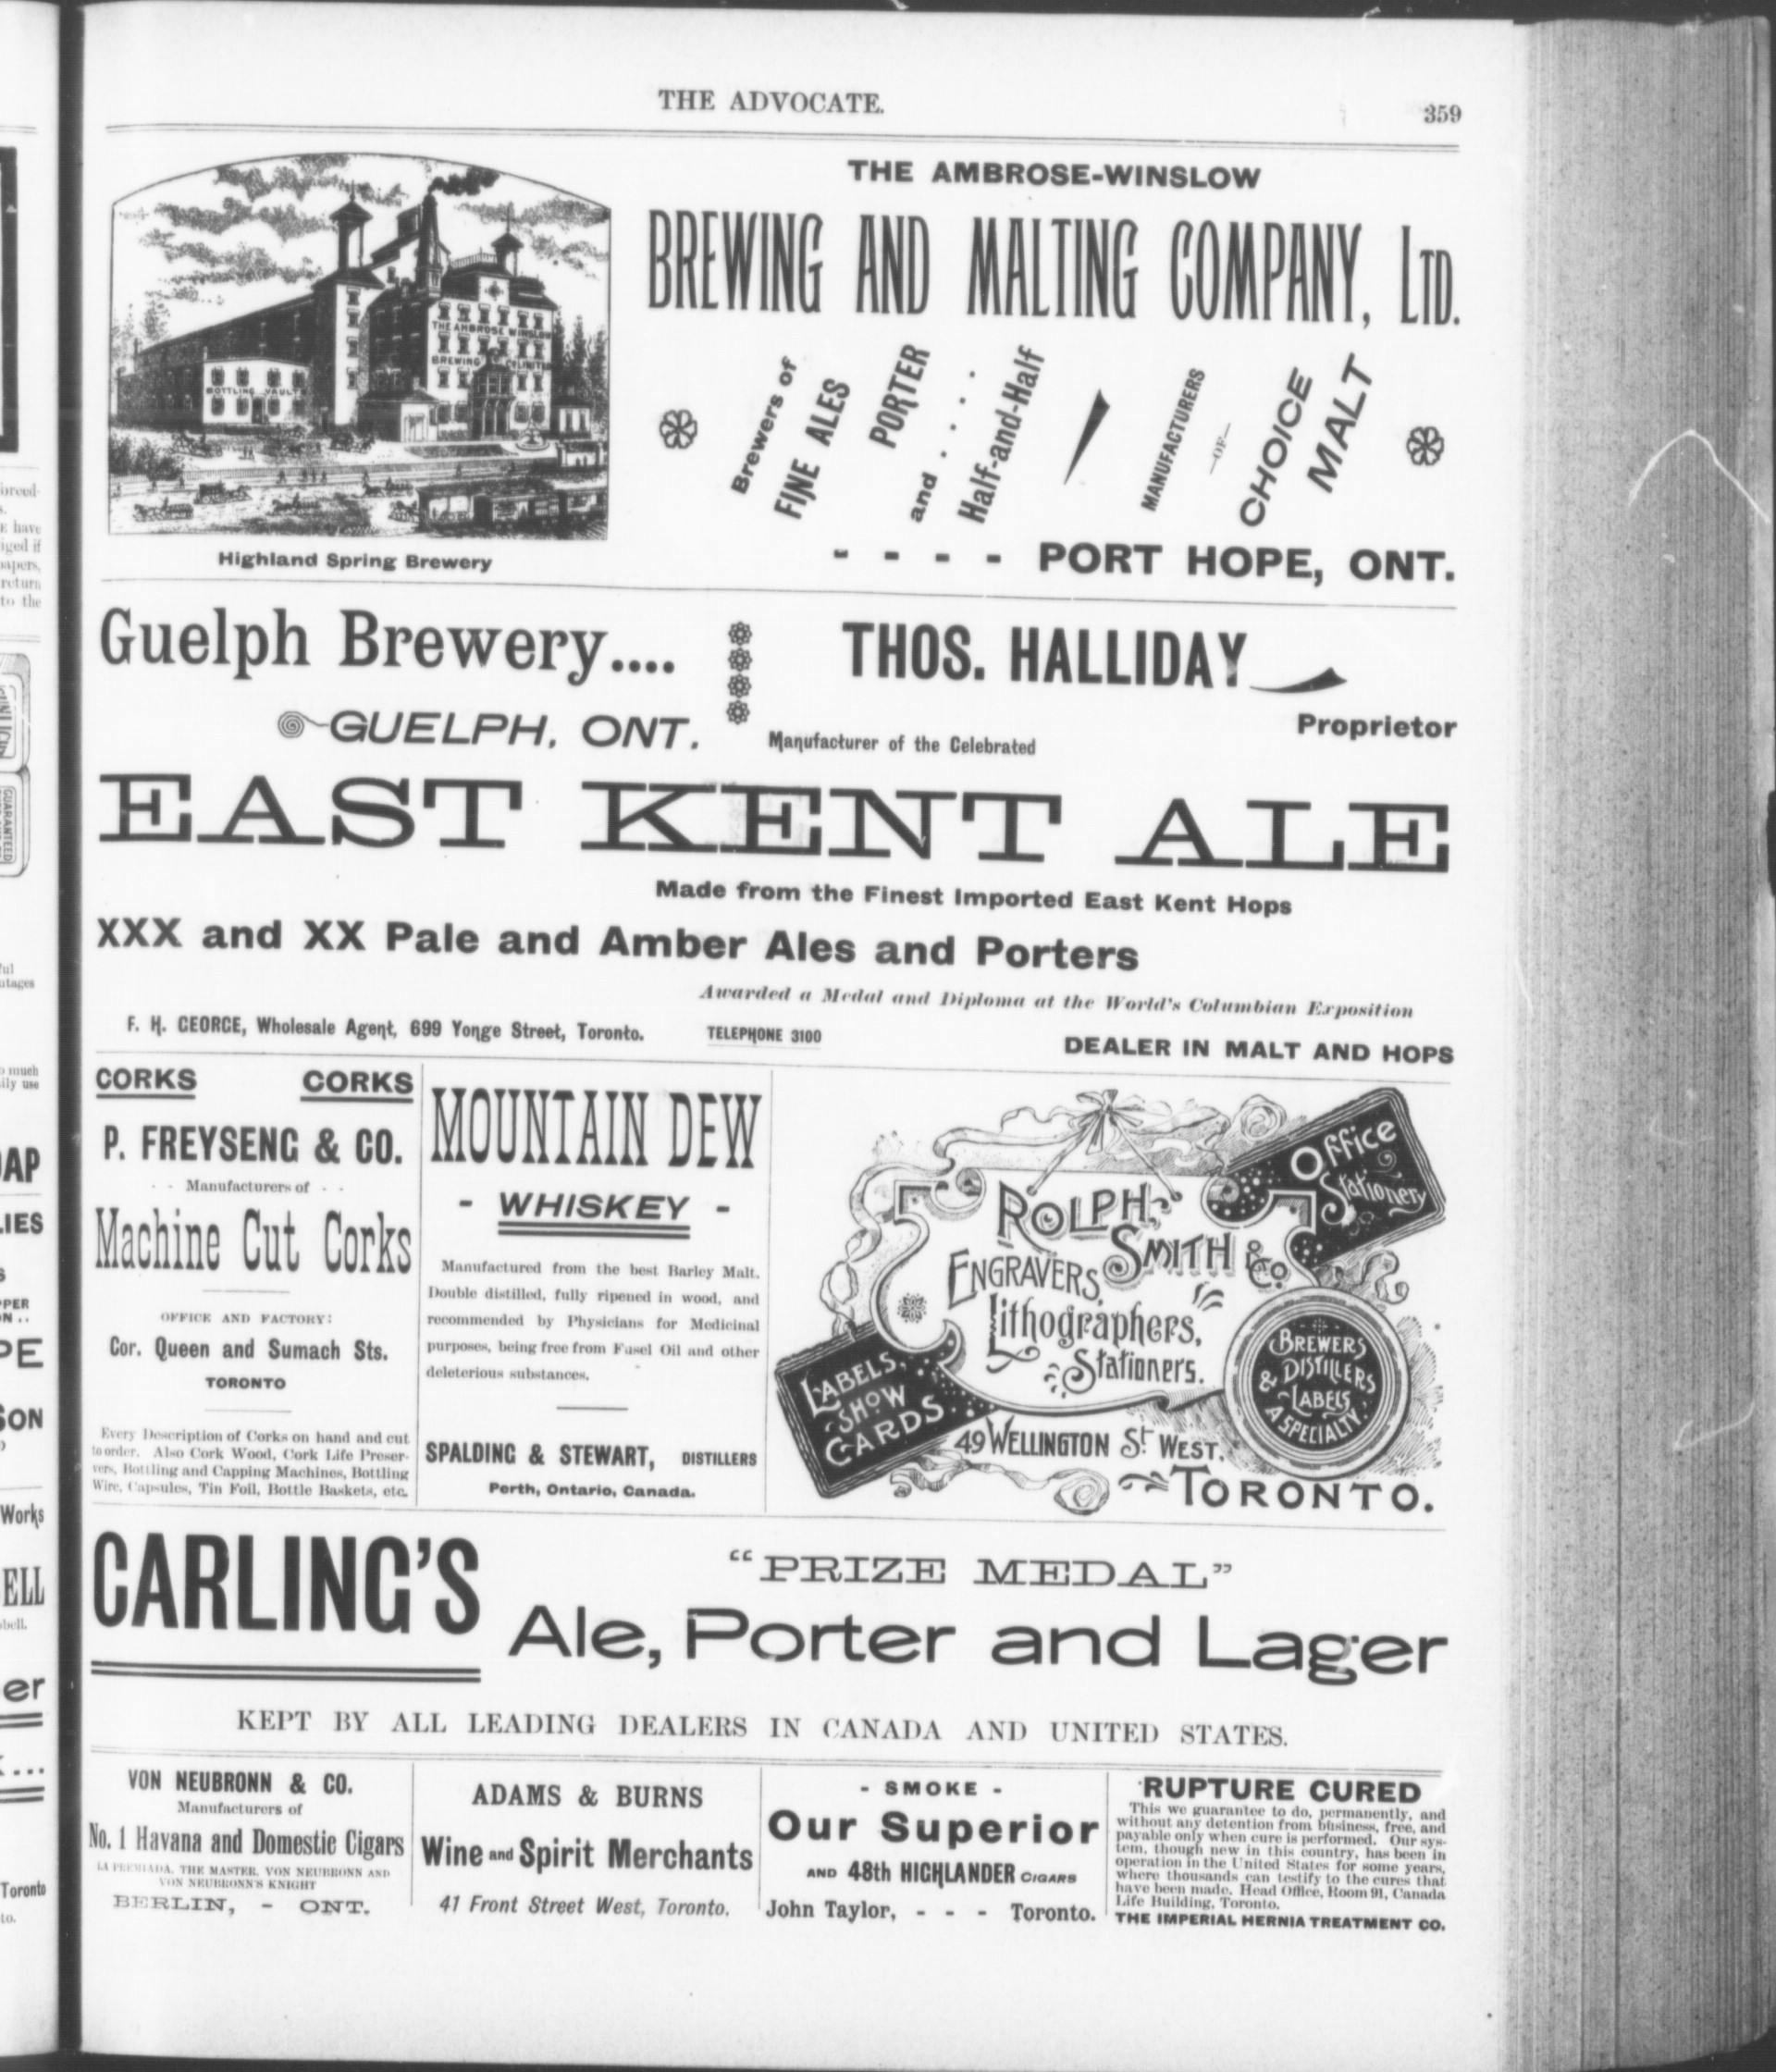 THE ADVOCATE.
359
THE AMBROSE WINSLOW
BREWING Co LIMITED
BOTTLING VAULTS
Highland Spring Brewery
THE AMBROSE-WINSLOW
BREWING AND MALTING COMPANY, LTD.
Brewers of
FINE ALES
PORTER
and . . . .
Half-and-Half
MANUFACTURERS
—OF—
CHOICE
MALT
- - - - PORT HOPE, ONT.
Guelph Brewery....
GUELPH, ONT.
THOS. HALLIDAY
Proprietor
Manufacturer of the Celebrated
EAST KENT ALE
Made from the Finest Imported East Kent Hops
XXX and XX Pale and Amber Ales and Porters
Awarded a Medal and Diploma at the World's Columbian Exposition
F. H. GEORGE, Wholesale Agent, 699 Yonge Street, Toronto.
TELEPHONE 3100
DEALER IN MALT AND HOPS
CORKS CORKS
P. FREYSENG & CO.
- - Manufacturers of - -
Machine Cut Corks
OFFICE AND FACTORY:
Cor. Queen and Sumach Sts.
TORONTO
Every Description of Corks on hand and cut
to order. Also Cork Wood, Cork Life Preser-
vers, Bottling and Capping Machines, Bottling
Wire, Capsules, Tin Foil, Bottle Baskets, etc.
MOUNTAIN DEW
- WHISKEY -
Manufactured from the best Barley Malt.
Double distilled, fully ripened in wood, and
recommended by Physicians for Medicinal
purposes, being free from Fusel Oil and other
deleterious substances.
SPALDING & STEWART, DISTILLERS
Perth, Ontario, Canada.
Office
Stationery
ROLPH,
SMITH & Co.
ENGRAVERS,
Lithographers,
Stationers.
LABELS,
SHOW
CARDS
BREWERS
& DISTILLERS
LABELS
A SPECIALTY.
49 WELLINGTON ST WEST,
TORONTO.
CARLING'S
"PRIZE MEDAL"
Ale, Porter and Lager
KEPT BY ALL LEADING DEALERS IN CANADA AND UNITED STATES.
VON NEUBRONN & CO.
Manufacturers of
No. 1 Havana and Domestic Cigars
LA PREMIADA, THE MASTER, VON NEUBRONN AND
VON NEUBRONN'S KNIGHT
BERLIN, - ONT.
ADAMS & BURNS
Wine and Spirit Merchants
41 Front Street West, Toronto.
- SMOKE -
Our Superior
AND 48th HIGHLANDER CIGARS
John Taylor, - - - Toronto.
RUPTURE CURED
This we guarantee to do, permanently, and
without any detention from business, free, and
payable only when cure is performed. Our sys-
tem, though new in this country, has been in
operation in the United States for some years,
where thousands can testify to the cures that
have been made. Head Office, Room 91, Canada
Life Building, Toronto.
THE IMPERIAL HERNIA TREATMENT CO.